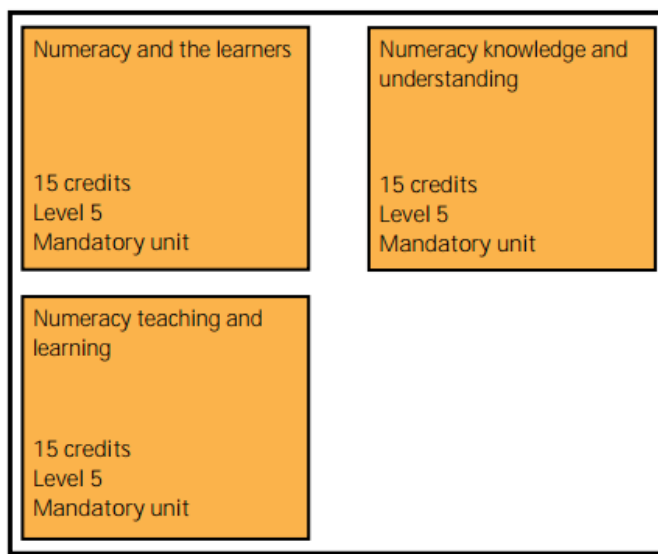 Numeracy and the learners
15 credits
Level 5
Mandatory unit
Numeracy knowledge and
understanding
15 credits
Level 5
Mandatory unit
Numeracy teaching and
learning
15 credits
Level 5
Mandatory unit